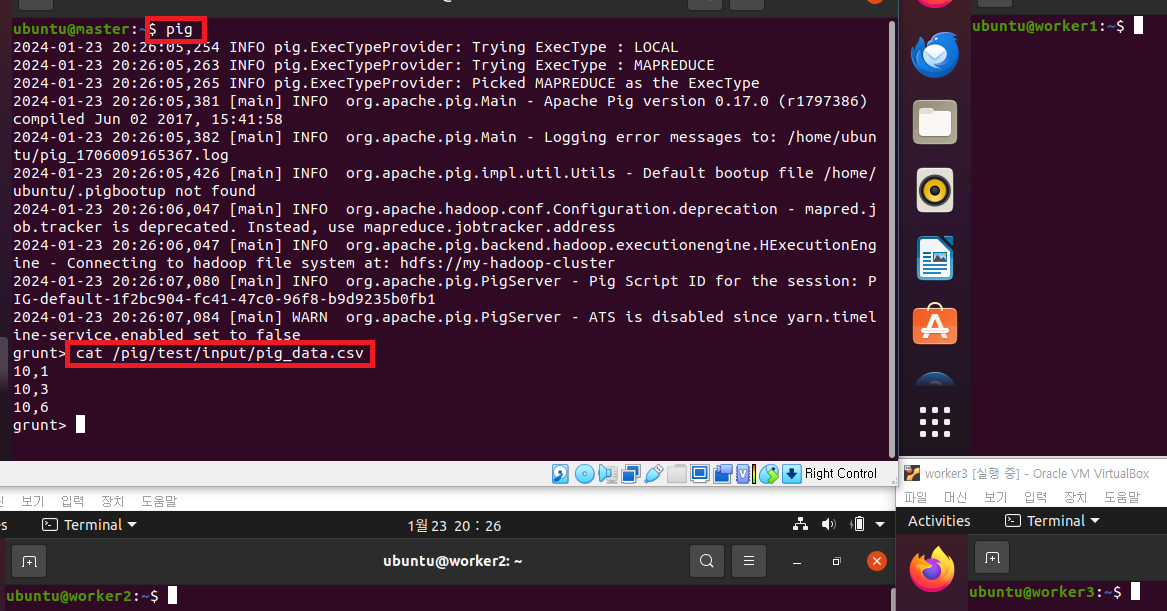 ubuntu@master:~$ pig
2024-01-23 20:26:05,254 INFO pig.ExecTypeProvider: Trying ExecType : LOCAL
2024-01-23 20:26:05,263 INFO pig.ExecTypeProvider: Trying ExecType : MAPREDUCE
2024-01-23 20:26:05,265 INFO pig.ExecTypeProvider: Picked MAPREDUCE as the ExecType
2024-01-23 20:26:05,381 [main] INFO  org.apache.pig.Main - Apache Pig version 0.17.0 (r1797386)
compiled Jun 02 2017, 15:41:58
2024-01-23 20:26:05,382 [main] INFO  org.apache.pig.Main - Logging error messages to: /home/ubun
tu/pig_1706009165367.log
2024-01-23 20:26:05,426 [main] INFO  org.apache.pig.impl.util.Utils - Default bootup file /home/
ubuntu/.pigbootup not found
2024-01-23 20:26:06,047 [main] INFO  org.apache.hadoop.conf.Configuration.deprecation - mapred.j
ob.tracker is deprecated. Instead, use mapreduce.jobtracker.address
2024-01-23 20:26:06,047 [main] INFO  org.apache.pig.backend.hadoop.executionengine.HExecutionEng
ine - Connecting to hadoop file system at: hdfs://my-hadoop-cluster
2024-01-23 20:26:07,080 [main] INFO  org.apache.pig.PigServer - Pig Script ID for the session: P
IG-default-1f2bc904-fc41-47c0-96f8-b9d9235b0fb1
2024-01-23 20:26:07,084 [main] WARN  org.apache.pig.PigServer - ATS is disabled since yarn.timel
ine-service.enabled set to false
grunt> cat /pig/test/input/pig_data.csv
10,1
10,3
10,6
grunt>
Right Control
ubuntu@worker1:~$
보기 입력 장치 도움말
Terminal
1월 23 20 : 26
ubuntu@worker2: ~
ubuntu@worker2:~$
worker3 [실행 중] - Oracle VM VirtualBox
파일 머신 보기 입력 장치 도움말
Activities Terminal
ubuntu@worker3:~$